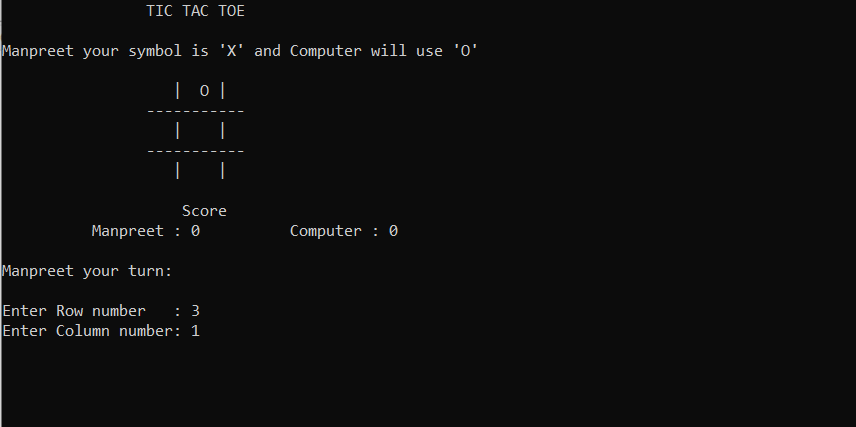 TIC TAC TOE
Manpreet your symbol is 'X' and Computer will use 'O'
|  O |
-----------
|    |
-----------
|    |
Score
Manpreet : 0          Computer : 0
Manpreet your turn:
Enter Row number   : 3
Enter Column number: 1